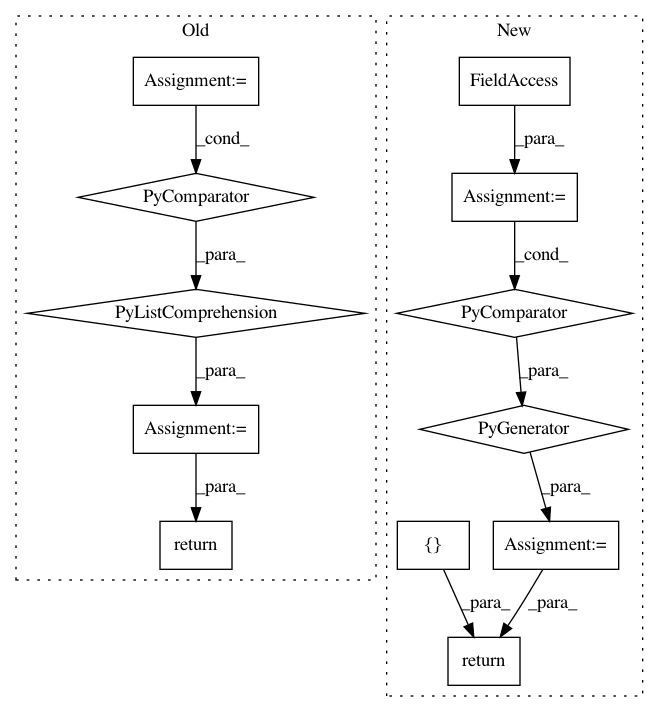 Old
Assignment:=
_cond_
PyComparator
_para_
PyListComprehension
_para_
Assignment:=
_para_
return
New
FieldAccess
_para_
Assignment:=
_cond_
PyComparator
_para_
PyGenerator
_para_
{}
Assignment:=
_para_
_para_
return